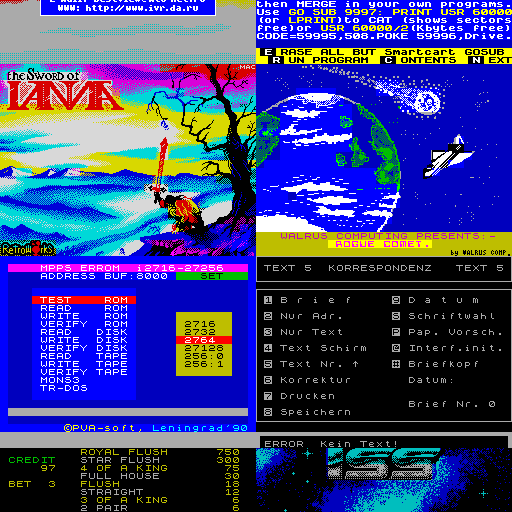 WWW: http://www.ivr.da.ru
then MERGE in your own programs.
Use GO SUB 9997: PRINT USR 60000
(or LPRINT)to CAT (shows sectors
free)or USR 60000/2(Kbytes free)
CODE=59995,508.POKE 59996,Drive.
E RASE ALL BUT Smartcart GOSUB
R UN PROGRAM C ONTENTS N EXT
the Sword of
IANNA
MAC
ReTroWorKS
WALRUS COMPUTING PRESENTS:-
ROGUE COMET.
by WALRUS COMP.
MPPS ERROM i2716-27256
ADDRESS BUF:8000 SET
TEST ROM
READ ROM
WRITE ROM
VERIFY ROM
READ DISK
WRITE DISK
VERIFY DISK
READ TAPE
WRITE TAPE
VERIFY TAPE
MONS3
TR-DOS
2716
2732
2764
27128
256:0
256:1
©PVA-soft, Leningrad'90
TEXT 5 KORRESPONDENZ TEXT 5
1 Brief
2 Nur Adr.
3 Nur Text
4 Text Schirm
5 Text Nr. ↑
6 Korrektur
7 Drucken
8 Speichern
Datum
Schriftwahl
Pap. Vorsch.
Interf.init.
Briefkopf
Datum:
Brief Nr. 0
ERROR Kein Text!
ROYAL FLUSH 750
CREDIT STAR FLUSH 300
97 4 OF A KING 75
FULL HOUSE 30
BET 3 FLUSH 18
STRAIGHT 12
3 OF A KING 6
2 PAIR 6
ISS